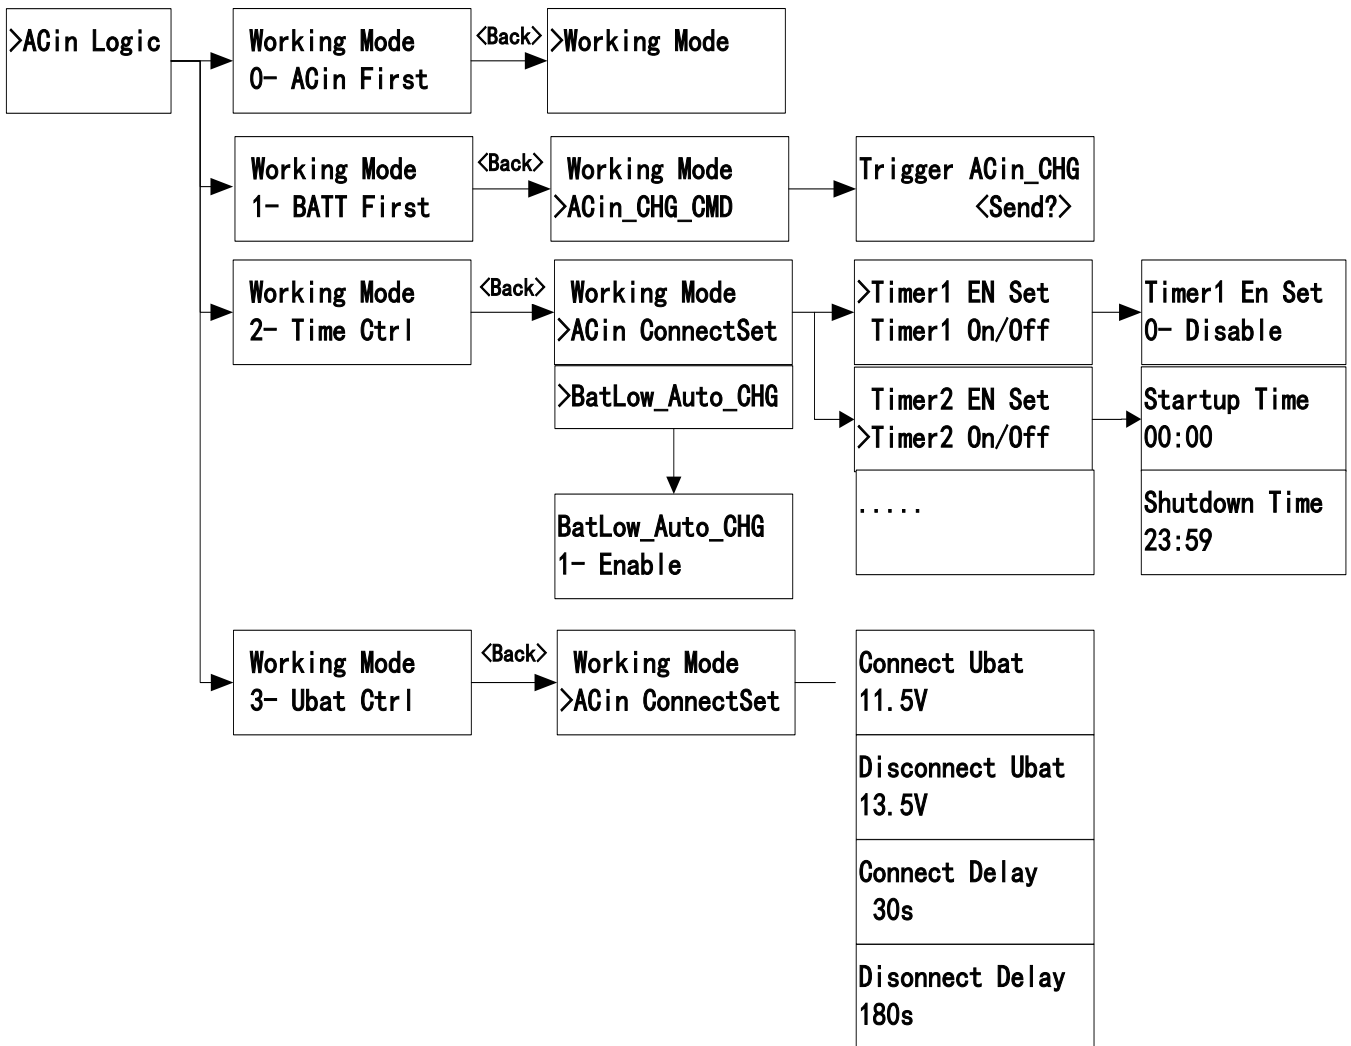 >ACin Logic
Working Mode
0- ACin First
<Back>
>Working Mode
Working Mode
1- BATT First
<Back>
Working Mode
>ACin_CHG_CMD
Trigger ACin_CHG
<Send?>
Working Mode
2- Time Ctrl
<Back>
Working Mode
>ACin ConnectSet
>BatLow_Auto_CHG
BatLow_Auto_CHG
1- Enable
>Timer1 EN Set
Timer1 On/Off
Timer1 En Set
0- Disable
Timer2 EN Set
>Timer2 On/Off
.....
Startup Time
00:00
Shutdown Time
23:59
Working Mode
3- Ubat Ctrl
<Back>
Working Mode
>ACin ConnectSet
Connect Ubat
11.5V
Disconnect Ubat
13.5V
Connect Delay
30s
Disonnect Delay
180s